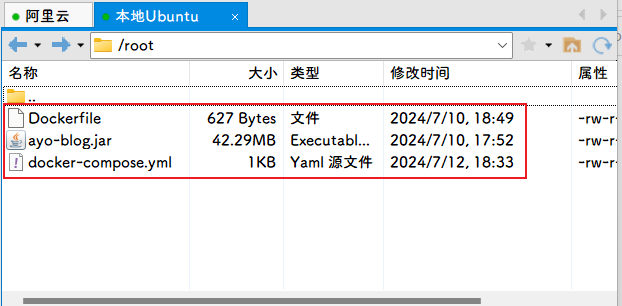 阿里云 本地Ubuntu ×
/root
名称 大小 类型 修改时间 属性
..
Dockerfile 627 Bytes 文件 2024/7/10, 18:49 -rw-r-
ayo-blog.jar 42.29MB Executabl... 2024/7/10, 17:52 -rw-r-
docker-compose.yml 1KB Yaml 源文件 2024/7/12, 18:33 -rw-r-